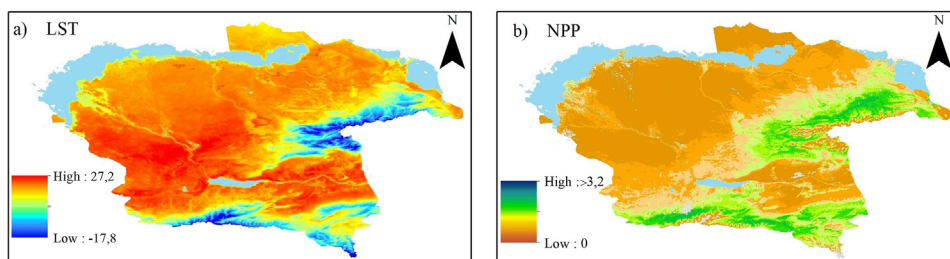 a) LST
N
High : 27,2
Low : -17,8
b) NPP
N
High : >3,2
Low : 0